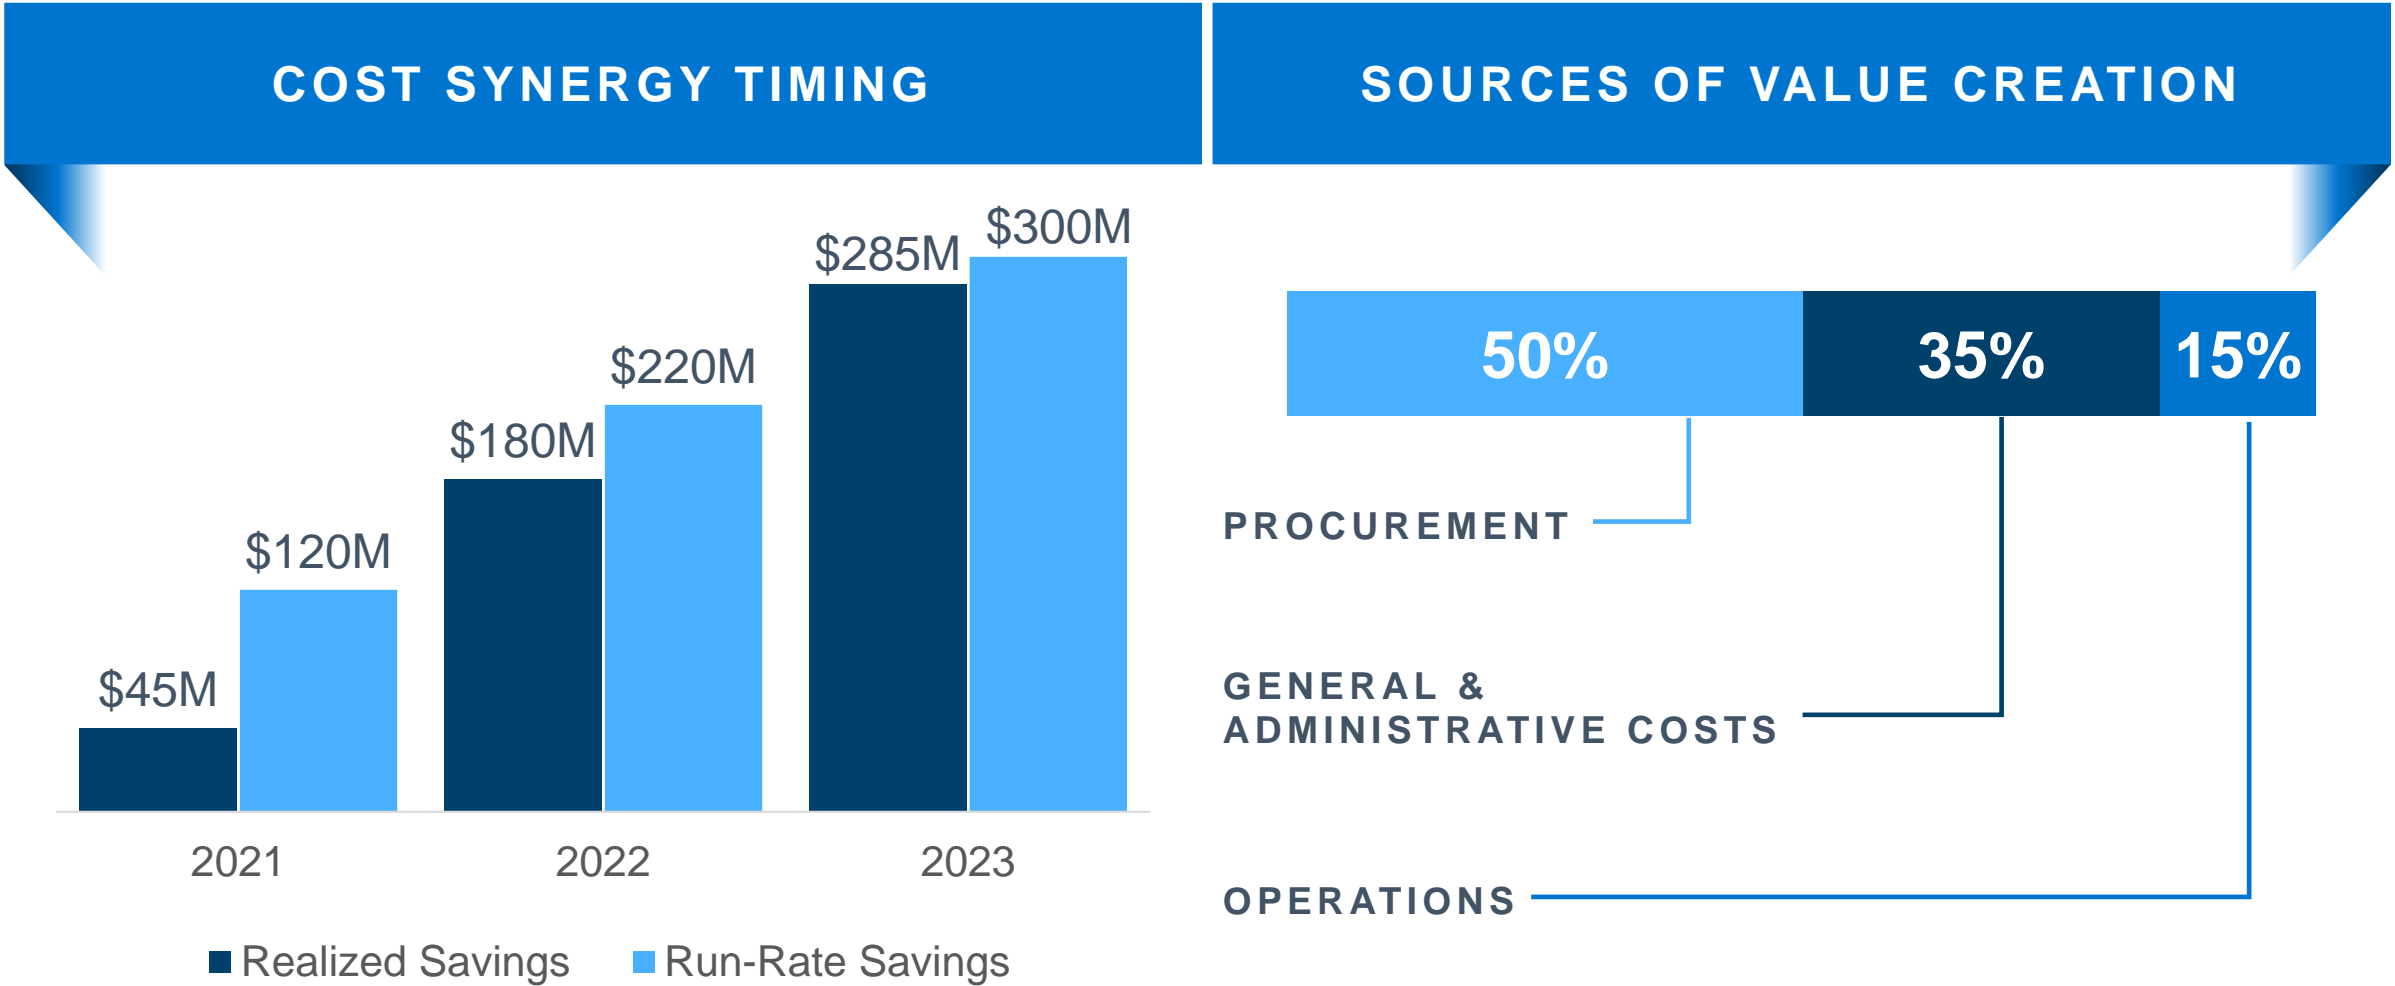 COST SYNERGY TIMING
$45M
$120M
$180M
$220M
$285M
$300M
2021
2022
2023
Realized Savings
Run-Rate Savings
SOURCES OF VALUE CREATION
50%
35%
15%
PROCUREMENT
GENERAL &
ADMINISTRATIVE COSTS
OPERATIONS